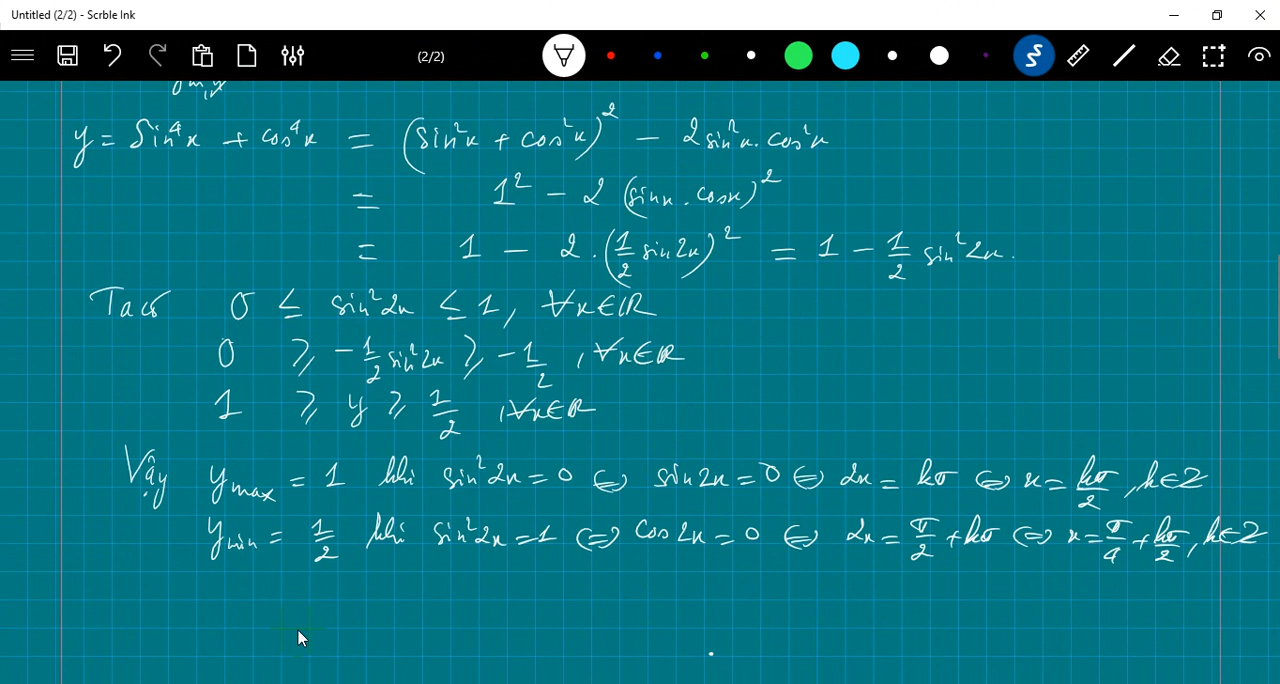 Untitled (2/2) - Scrble Ink
(2/2)
y = sin⁴x + cos⁴x = (sin²x + cos²x)² - 2sin²x.cos²x
= 1² - 2 (sinx . cosx)²
= 1 - 2.(1/2 sin2x)² = 1 - 1/2 sin²2x.
Ta có 0 ≤ sin²2x ≤ 1, ∀x∈ℝ
0 ⩾ -1/2 sin²2x ⩾ -1/2, ∀x∈ℝ
1 ⩾ y ⩾ 1/2, ∀x∈ℝ
Vậy ymax = 1 khi sin²2x = 0 ⇔ sin2x = 0 ⇔ 2x = kπ ⇔ x = kπ/2, k∈Z
ymin = 1/2 khi sin²2x = 1 ⇔ cos2x = 0 ⇔ 2x = π/2 + kπ ⇔ x = π/4 + kπ/2, k∈Z